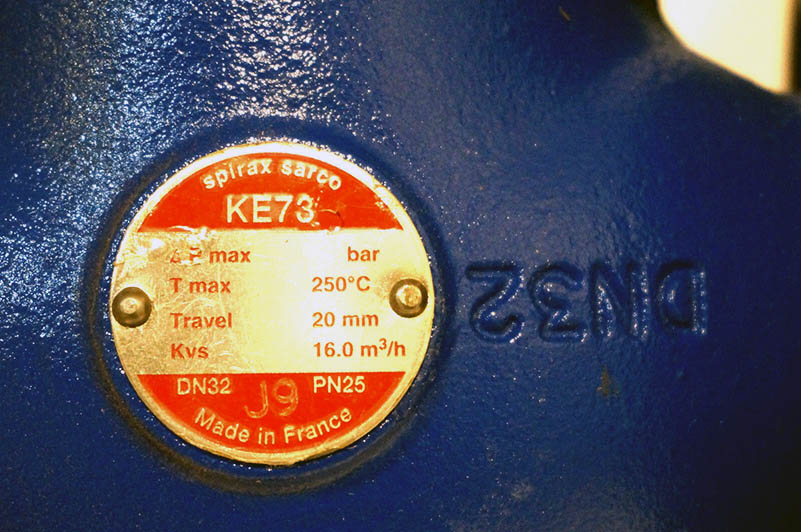 spirax sarco
KE73
Δ P max bar
T max 250°C
Travel 20 mm
Kvs 16.0 m³/h
DN32 PN25
J9
Made in France
DN32